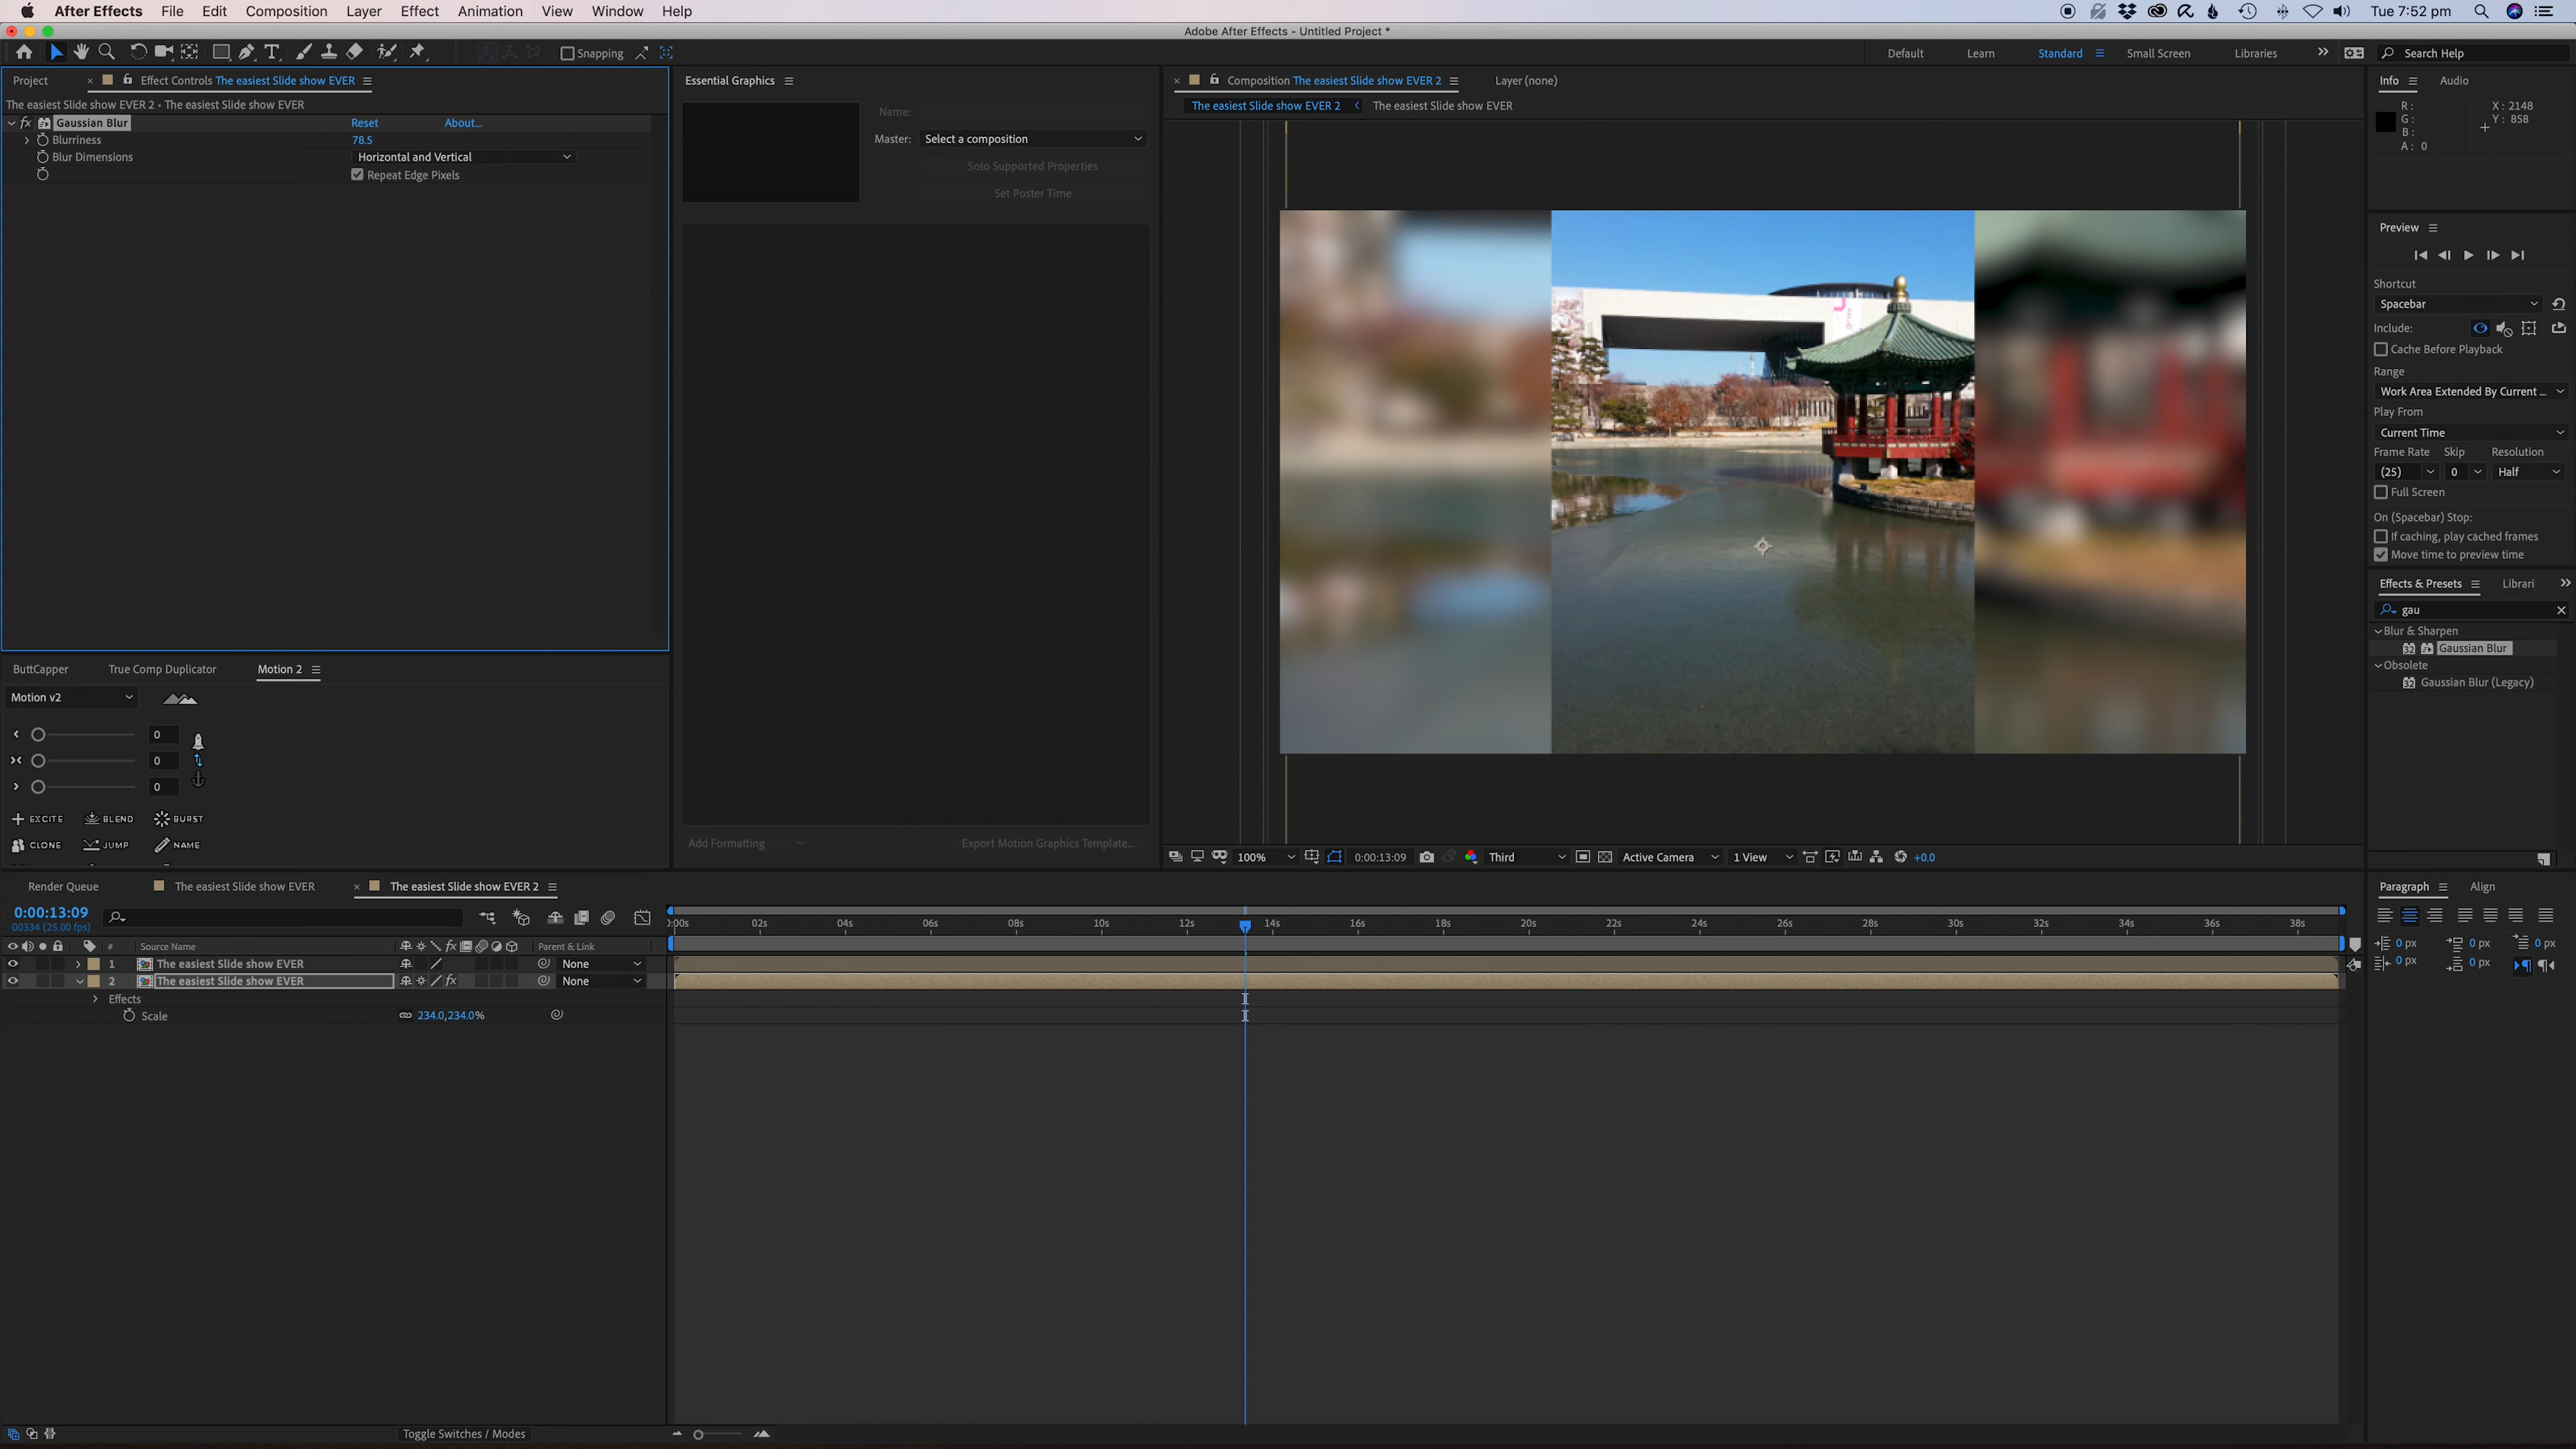 After Effects File Edit Composition Layer Effect Animation View Window Help Tue 7:52 pm
Adobe After Effects - Untitled Project *
Snapping Default Learn Standard Small Screen Libraries Search Help
Project Effect Controls The easiest Slide show EVER
The easiest Slide show EVER 2 • The easiest Slide show EVER
fx Gaussian Blur Reset About...
Blurriness 78.5
Blur Dimensions Horizontal and Vertical
Repeat Edge Pixels
Essential Graphics
Name:
Master: Select a composition
Solo Supported Properties
Set Poster Time
Add Formatting Export Motion Graphics Template...
Composition The easiest Slide show EVER 2 Layer (none)
The easiest Slide show EVER 2 The easiest Slide show EVER
100% 0:00:13:09 Third Active Camera 1 View +0.0
Info Audio
R: X: 2148
G: Y: 858
B:
A: 0
Preview
Shortcut
Spacebar
Include:
Cache Before Playback
Range
Work Area Extended By Current ...
Play From
Current Time
Frame Rate Skip Resolution
(25) 0 Half
Full Screen
On (Spacebar) Stop:
If caching, play cached frames
Move time to preview time
Effects & Presets Librari
gau
Blur & Sharpen
32 Gaussian Blur
Obsolete
32 Gaussian Blur (Legacy)
ButtCapper True Comp Duplicator Motion 2
Motion v2
0
0
0
EXCITE BLEND BURST
CLONE JUMP NAME
Render Queue The easiest Slide show EVER The easiest Slide show EVER 2
0:00:13:09
00334 (25.00 fps)
:00s 02s 04s 06s 08s 10s 12s 14s 16s 18s 20s 22s 24s 26s 28s 30s 32s 34s 36s 38s
# Source Name fx Parent & Link
1 The easiest Slide show EVER None
2 The easiest Slide show EVER fx None
Effects
Scale 234.0,234.0%
Toggle Switches / Modes
Paragraph Align
0 px 0 px 0 px
0 px 0 px